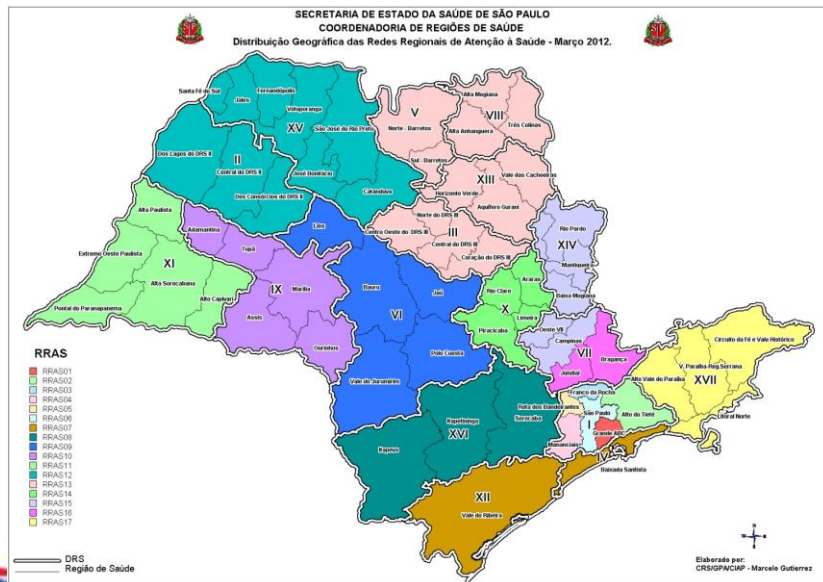 SECRETARIA DE ESTADO DA SAÚDE DE SÃO PAULO
COORDENADORIA DE REGIÕES DE SAÚDE
Distribuição Geográfica das Redes Regionais de Atenção à Saúde - Março 2012.
Santa Fé do Sul
Jales
Fernandópolis
Votuporanga
XV
São José do Rio Preto
José Bonifácio
Catanduva
Dos Lagos do DRS II
II
Central do DRS II
Dos Consórcios do DRS II
V
Norte - Barretos
Sul - Barretos
Alta Mogiana
VIII
Três Colinas
Alta Anhanguera
Vale das Cachoeiras
XIII
Horizonte Verde
Aquífero Guarani
Norte do DRS III
Centro Oeste do DRS III
III
Central do DRS III
Coração do DRS III
Rio Pardo
XIV
Mantiqueira
Baixa Mogiana
Alta Paulista
Extremo Oeste Paulista
XI
Alta Sorocabana
Alto Capivari
Pontal do Paranapanema
Adamantina
Tupã
IX
Marília
Assis
Ourinhos
Lins
Bauru
Jaú
VI
Polo Cuesta
Vale do Jurumirim
Araras
Rio Claro
X
Limeira
Piracicaba
Oeste VII
Campinas
VII
Bragança
Jundiaí
Circuito da Fé e Vale Histórico
V. Paraíba-Reg.Serrana
XVII
Alto Vale do Paraíba
Litoral Norte
Franco da Rocha
Rota dos Bandeirantes
São Paulo
I
Alto do Tietê
Grande ABC
Mananciais
IV
Baixada Santista
Itapetininga
Sorocaba
XVI
Itapeva
XII
Vale do Ribeira
RRAS
RRAS01
RRAS02
RRAS03
RRAS04
RRAS05
RRAS06
RRAS07
RRAS08
RRAS09
RRAS10
RRAS11
RRAS12
RRAS13
RRAS14
RRAS15
RRAS16
RRAS17
DRS
Região de Saúde
Elaborado por:
CRS/GPA/CIAP - Marcelo Gutierrez